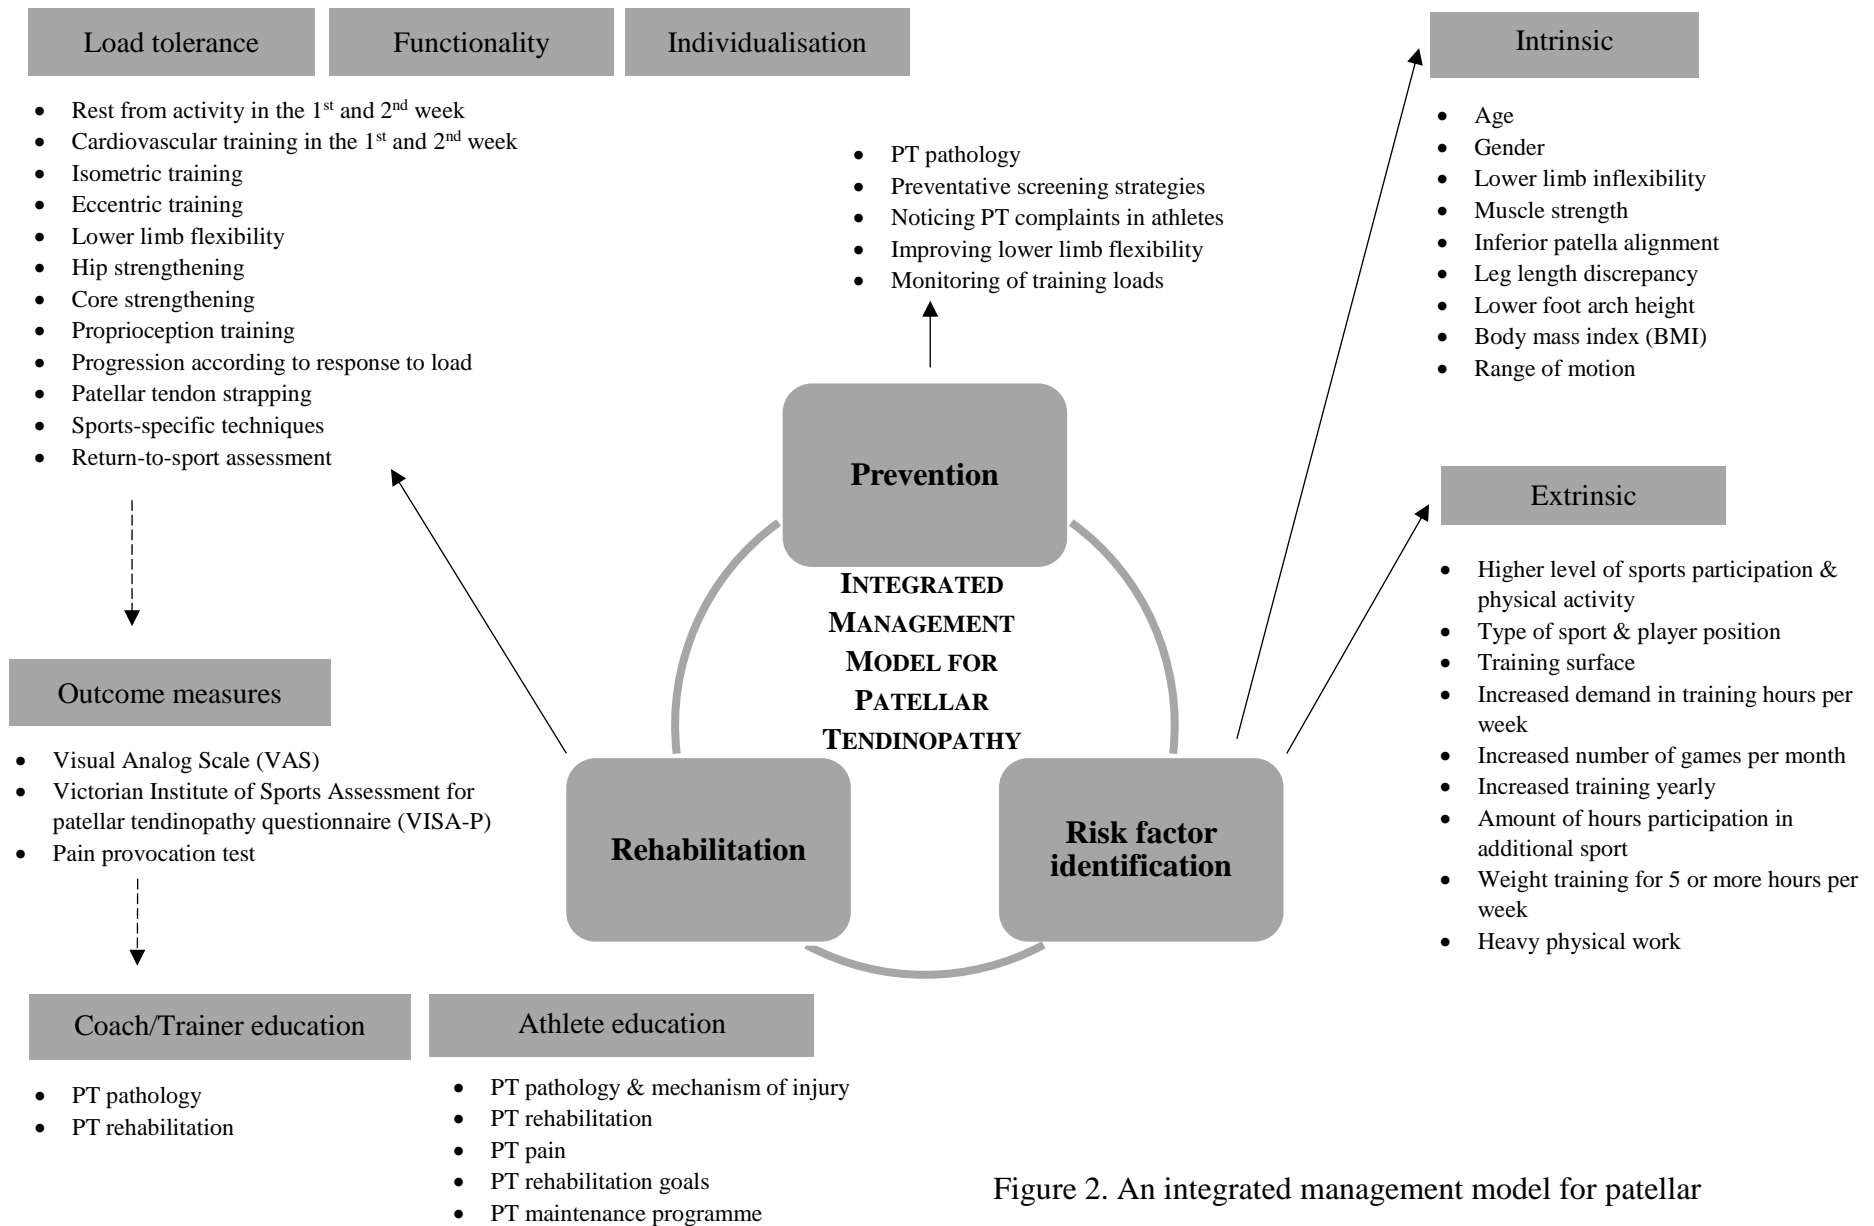 Load tolerance
Functionality
Individualisation
• Rest from activity in the 1st and 2nd week
• Cardiovascular training in the 1st and 2nd week
• Isometric training
• Eccentric training
• Lower limb flexibility
• Hip strengthening
• Core strengthening
• Proprioception training
• Progression according to response to load
• Patellar tendon strapping
• Sports-specific techniques
• Return-to-sport assessment
Outcome measures
• Visual Analog Scale (VAS)
• Victorian Institute of Sports Assessment for
patellar tendinopathy questionnaire (VISA-P)
• Pain provocation test
Coach/Trainer education
• PT pathology
• PT rehabilitation
Athlete education
• PT pathology & mechanism of injury
• PT rehabilitation
• PT pain
• PT rehabilitation goals
• PT maintenance programme
• PT pathology
• Preventative screening strategies
• Noticing PT complaints in athletes
• Improving lower limb flexibility
• Monitoring of training loads
Prevention
INTEGRATED
MANAGEMENT
MODEL FOR
PATELLAR
TENDINOPATHY
Rehabilitation
Risk factor
identification
Intrinsic
• Age
• Gender
• Lower limb inflexibility
• Muscle strength
• Inferior patella alignment
• Leg length discrepancy
• Lower foot arch height
• Body mass index (BMI)
• Range of motion
Extrinsic
• Higher level of sports participation &
physical activity
• Type of sport & player position
• Training surface
• Increased demand in training hours per
week
• Increased number of games per month
• Increased training yearly
• Amount of hours participation in
additional sport
• Weight training for 5 or more hours per
week
• Heavy physical work
Figure 2. An integrated management model for patellar